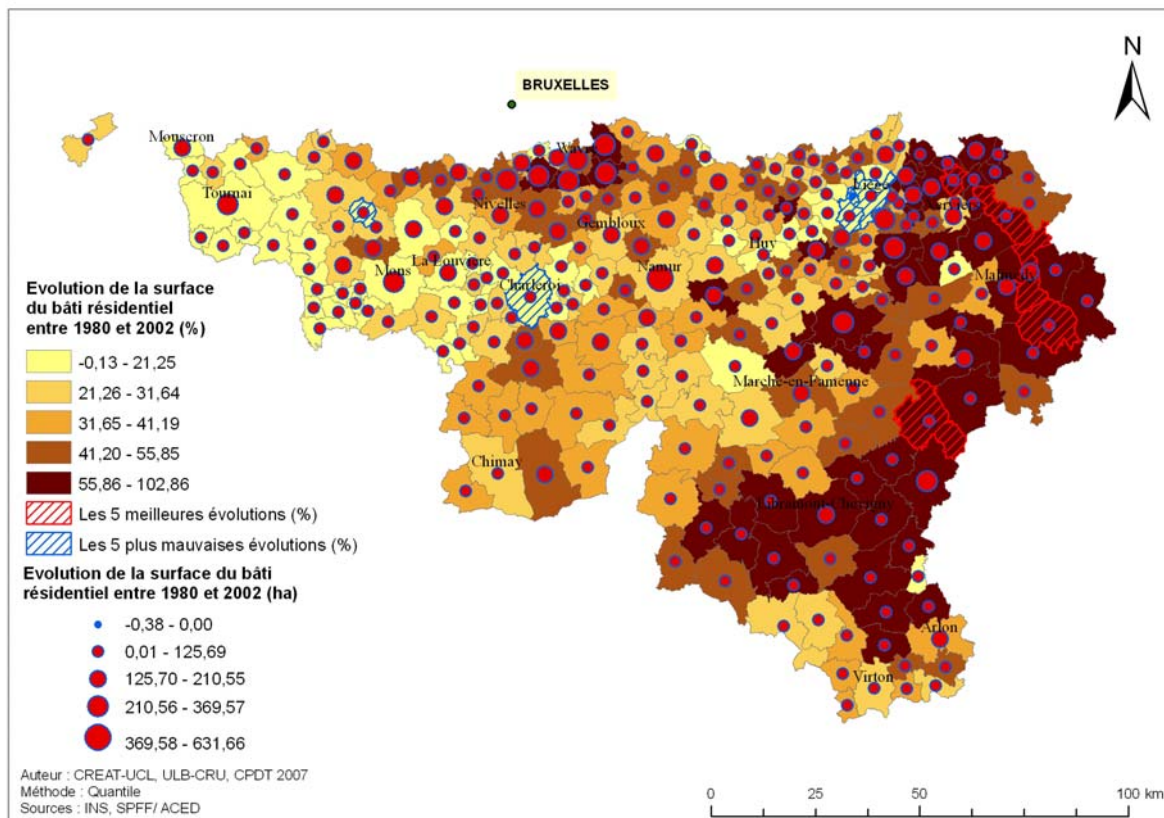 N
BRUXELLES
Mouscron
Wavre
Tournai
Liège
Verviers
Nivelles
Gembloux
Huy
La Louvière
Mons
Namur
Malmedy
Charleroi
Marche-en-Famenne
Chimay
Libramont-Chevigny
Arlon
Virton
Evolution de la surface
du bâti résidentiel
entre 1980 et 2002 (%)
-0,13 - 21,25
21,26 - 31,64
31,65 - 41,19
41,20 - 55,85
55,86 - 102,86
Les 5 meilleures évolutions (%)
Les 5 plus mauvaises évolutions (%)
Evolution de la surface du bâti
résidentiel entre 1980 et 2002 (ha)
-0,38 - 0,00
0,01 - 125,69
125,70 - 210,55
210,56 - 369,57
369,58 - 631,66
Auteur : CREAT-UCL, ULB-CRU, CPDT 2007
Méthode : Quantile
Sources : INS, SPFF/ ACED
0 25 50 100 km